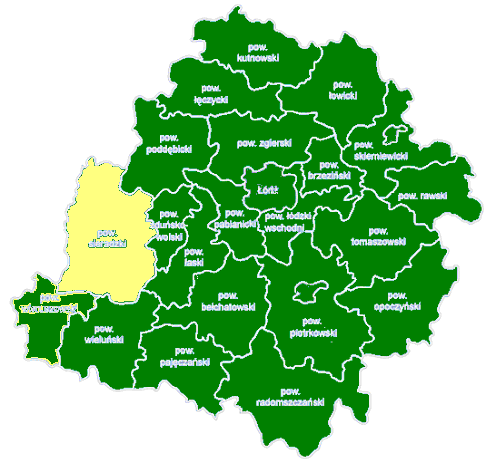 pow.
kutnowski
pow.
łęczycki
pow.
łowicki
pow.
poddębicki
pow. zgierski
pow.
skierniewicki
pow.
brzeziński
Łódź
pow. rawski
pow.
zduńsko
wolski
pow.
pabianicki
pow. łódzki
wschodni
pow.
sieradzki
pow.
tomaszowski
pow.
łaski
pow.
wieruszowski
pow.
bełchatowski
pow.
opoczyński
pow.
wieluński
pow.
piotrkowski
pow.
pajęczański
pow.
radomszczański